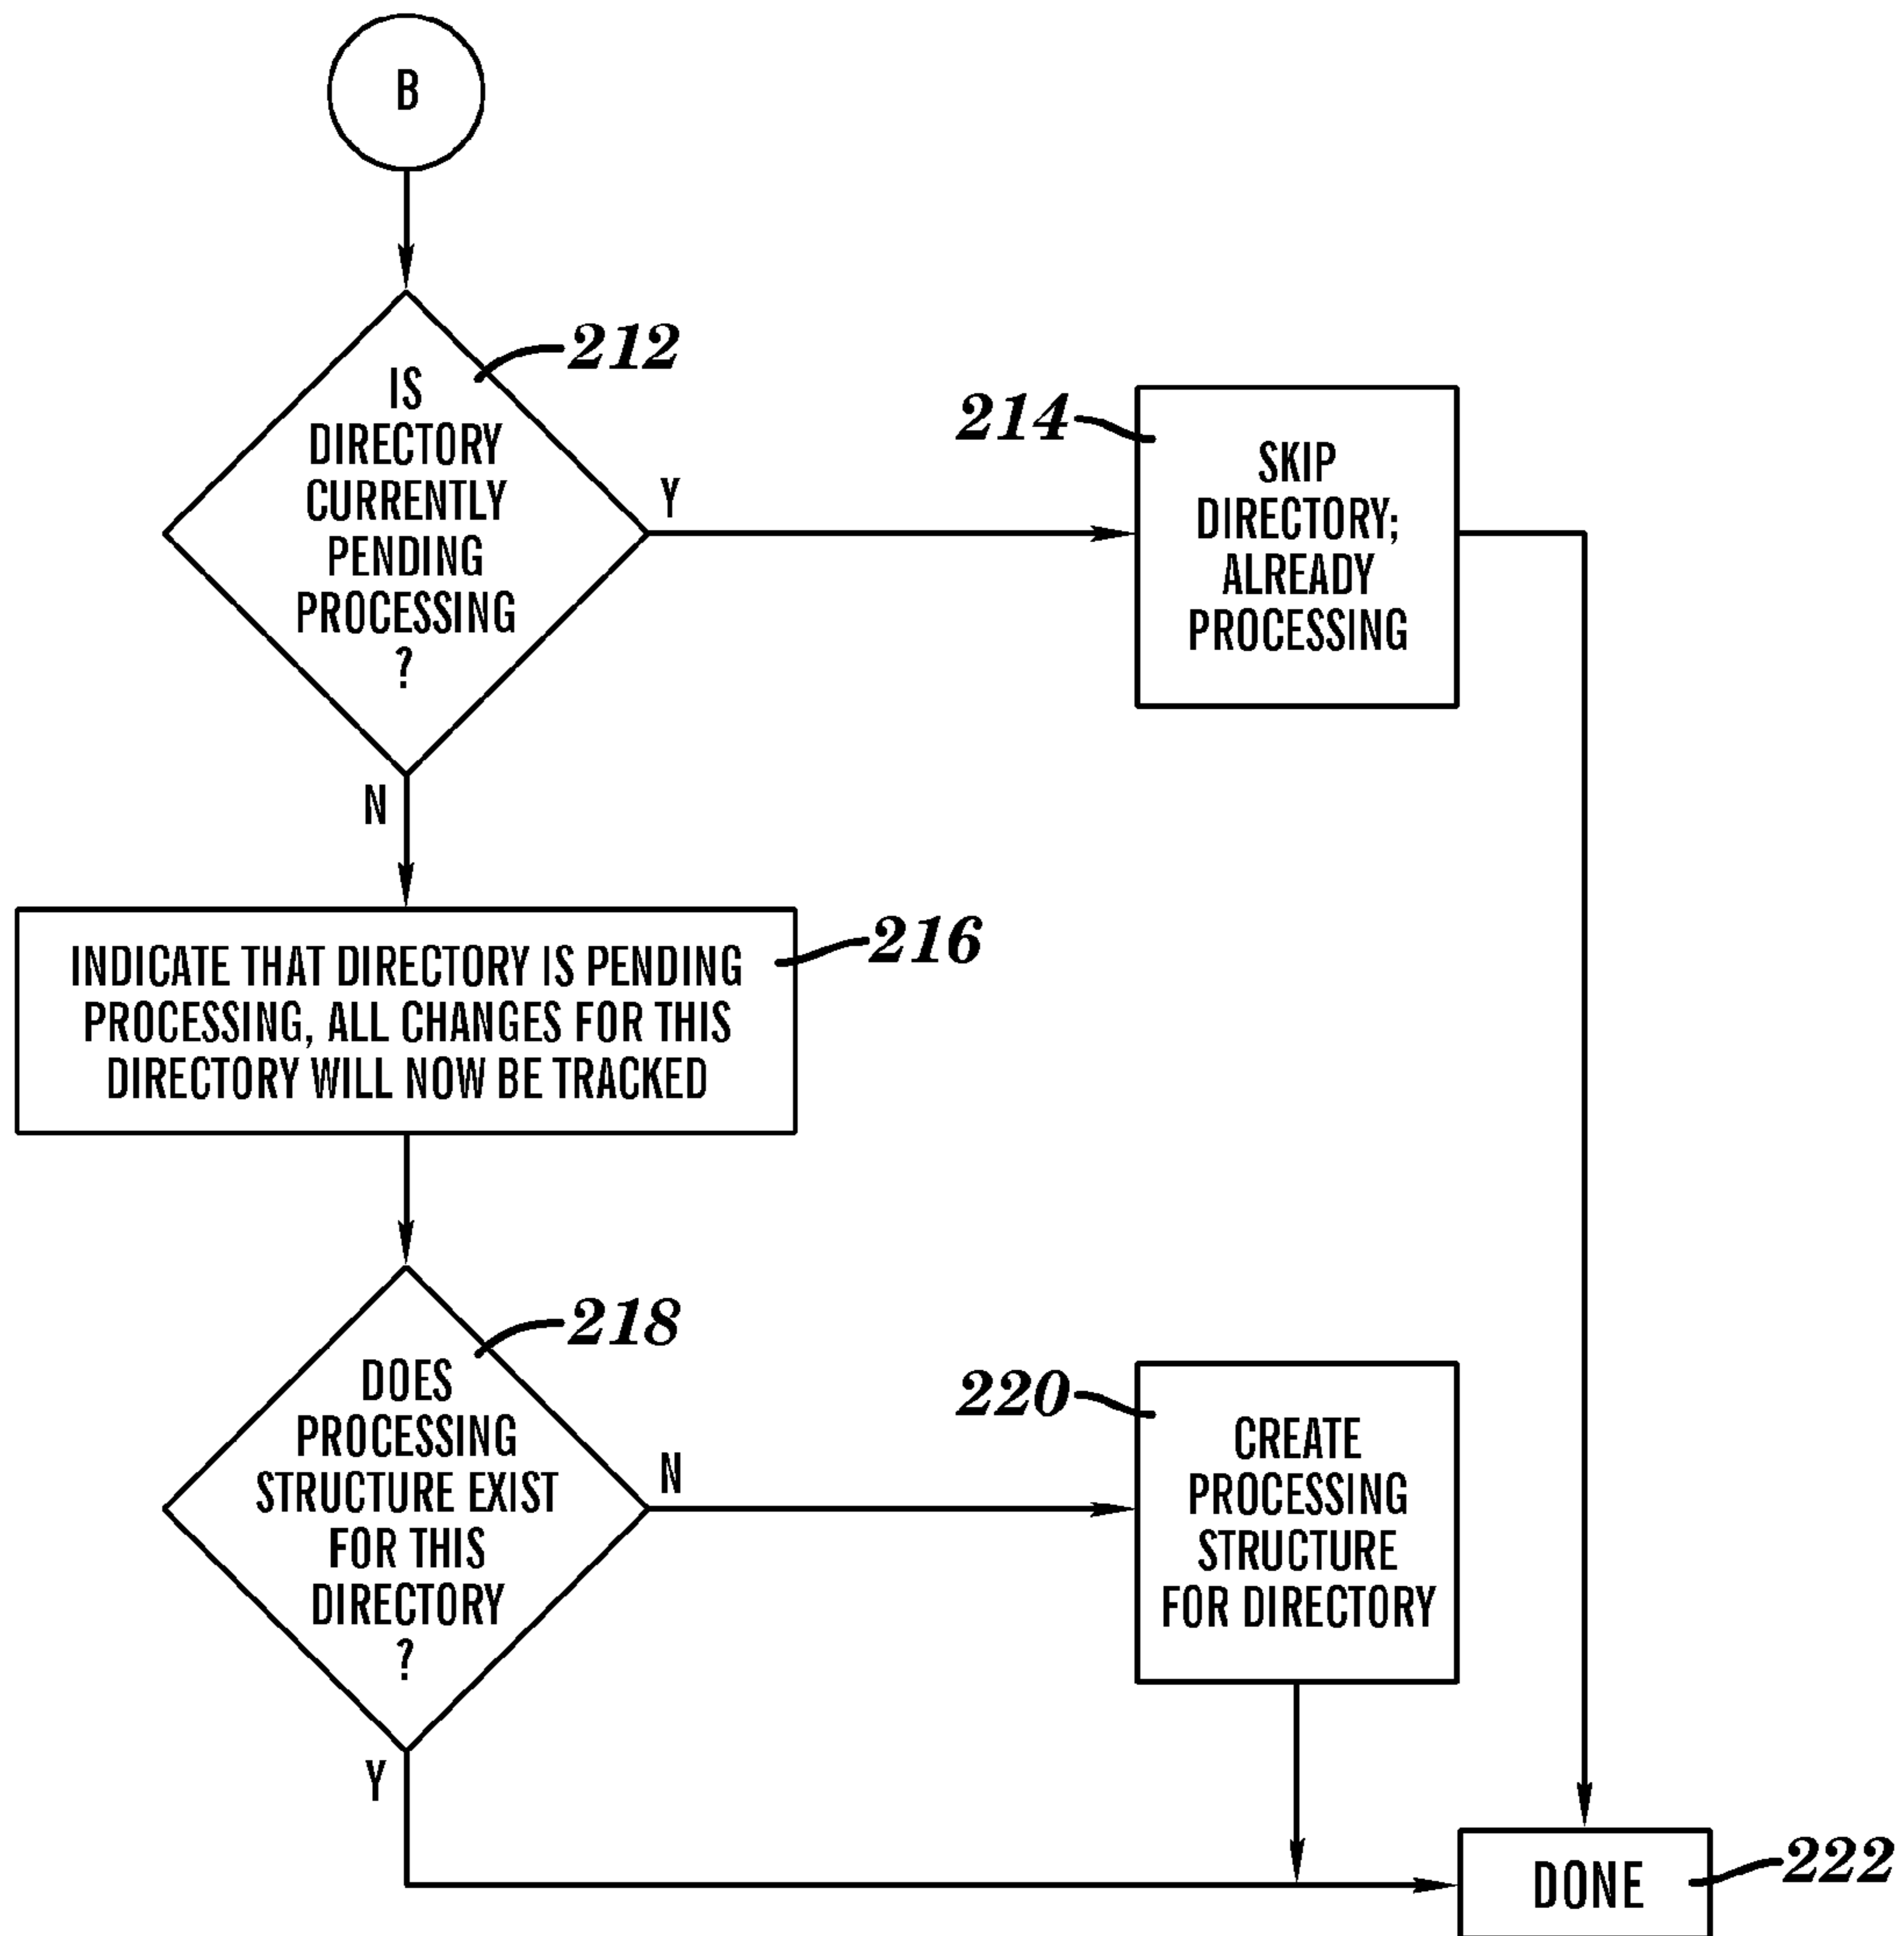 B
212
IS
DIRECTORY
CURRENTLY
PENDING
PROCESSING
?
Y
N
214
SKIP
DIRECTORY;
ALREADY
PROCESSING
216
INDICATE THAT DIRECTORY IS PENDING
PROCESSING, ALL CHANGES FOR THIS
DIRECTORY WILL NOW BE TRACKED
218
DOES
PROCESSING
STRUCTURE EXIST
FOR THIS
DIRECTORY
?
N
Y
220
CREATE
PROCESSING
STRUCTURE
FOR DIRECTORY
DONE
222